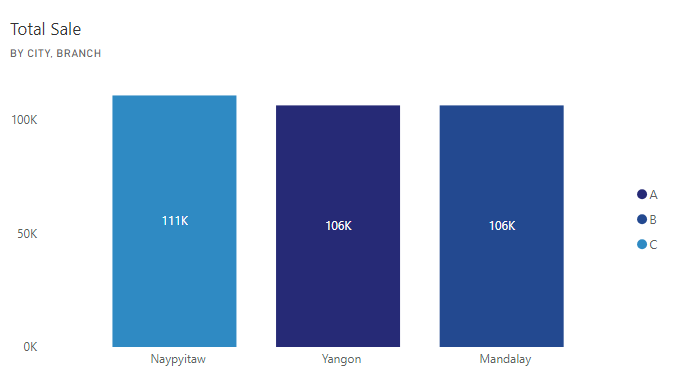 Total Sale
BY CITY, BRANCH
100K
50K
0K
111K
106K
106K
Naypyitaw
Yangon
Mandalay
A
B
C